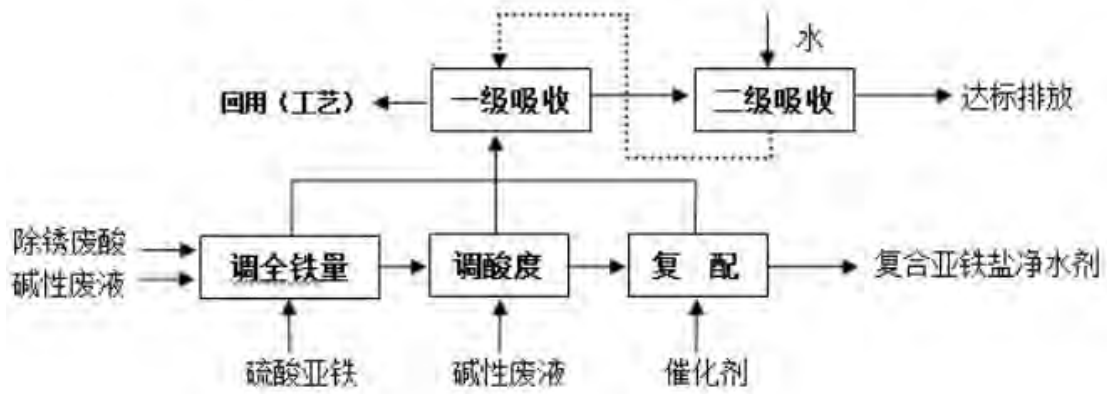 水
回用（工艺）
一级吸收
二级吸收
达标排放
除锈废酸
碱性废液
调全铁量
调酸度
复 配
复合亚铁盐净水剂
硫酸亚铁
碱性废液
催化剂